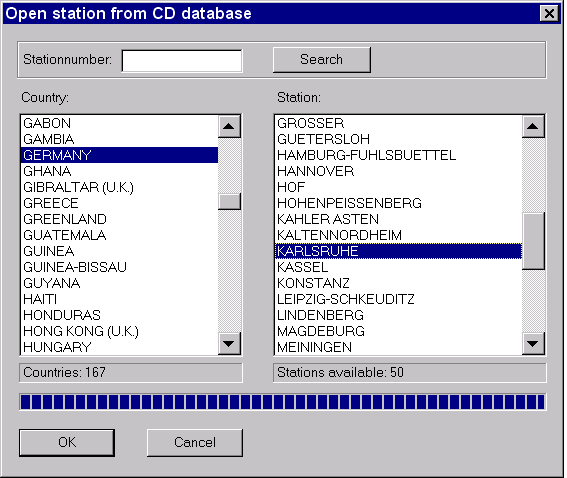 Open station from CD database
Stationnumber:
Search
Country:
GABON
GAMBIA
GERMANY
GHANA
GIBRALTAR (U.K.)
GREECE
GREENLAND
GUATEMALA
GUINEA
GUINEA-BISSAU
GUYANA
HAITI
HONDURAS
HONG KONG (U.K.)
HUNGARY
Countries: 167
Station:
GROSSER
GUETERSLOH
HAMBURG-FUHLSBUETTEL
HANNOVER
HOF
HOHENPEISSENBERG
KAHLER ASTEN
KALTENNORDHEIM
KARLSRUHE
KASSEL
KONSTANZ
LEIPZIG-SCHKEUDITZ
LINDENBERG
MAGDEBURG
MEININGEN
Stations available: 50
OK
Cancel